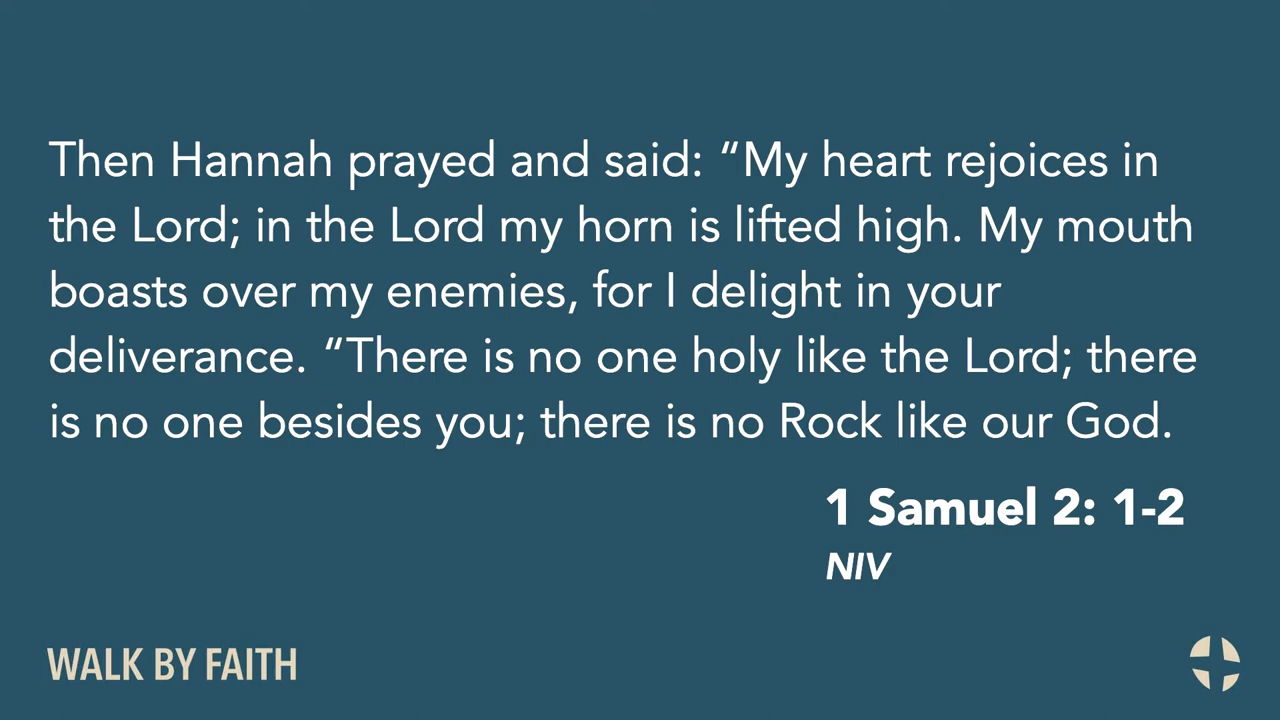 Then Hannah prayed and said: “My heart rejoices in
the Lord; in the Lord my horn is lifted high. My mouth
boasts over my enemies, for I delight in your
deliverance. “There is no one holy like the Lord; there
is no one besides you; there is no Rock like our God.
1 Samuel 2: 1-2
NIV
WALK BY FAITH